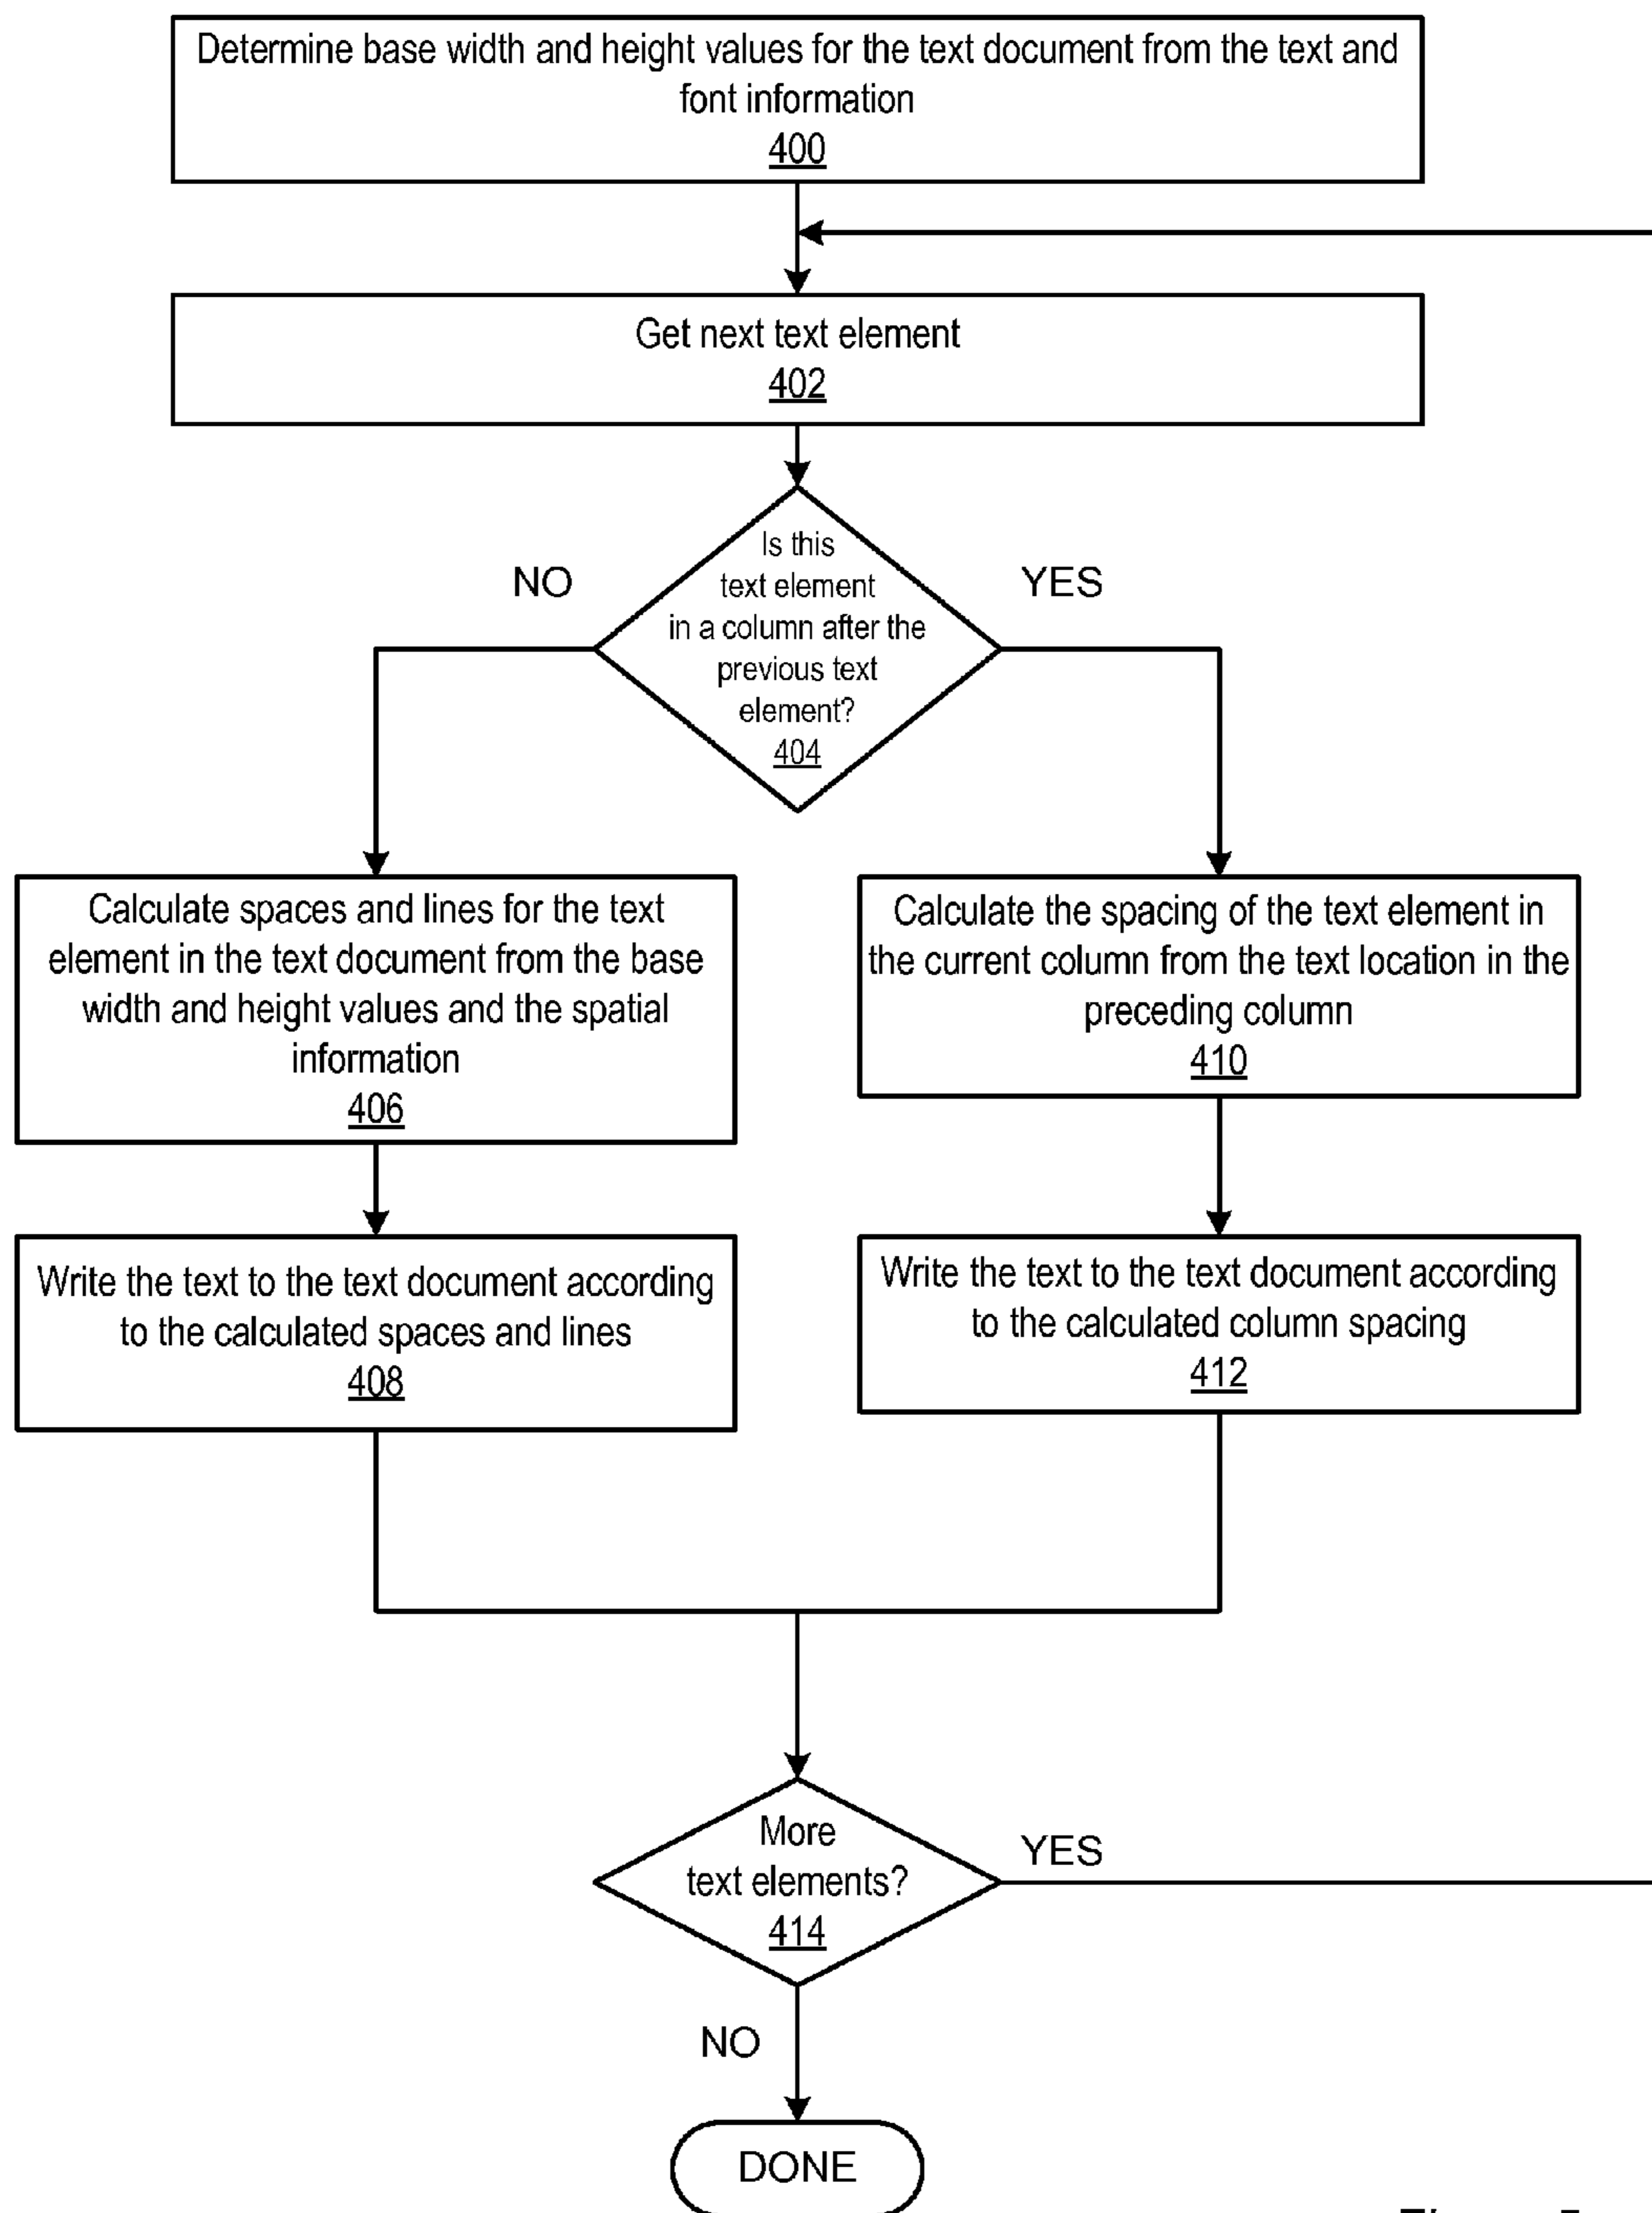 Determine base width and height values for the text document from the text and
font information
400
Get next text element
402
Is this
text element
in a column after the
previous text
element?
404
NO
YES
Calculate spaces and lines for the text
element in the text document from the base
width and height values and the spatial
information
406
Calculate the spacing of the text element in
the current column from the text location in the
preceding column
410
Write the text to the text document according
to the calculated spaces and lines
408
Write the text to the text document according
to the calculated column spacing
412
More
text elements?
414
YES
NO
DONE